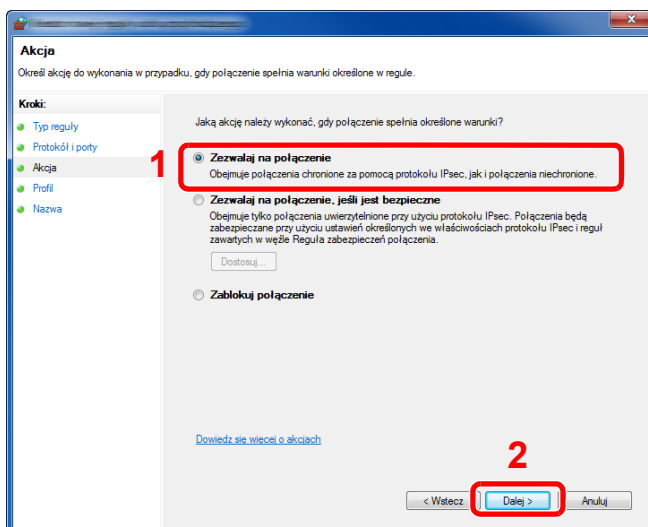 Akcja
Określ akcję do wykonania w przypadku, gdy połączenie spełnia warunki określone w regule.
Kroki:
Typ reguły
Protokół i porty
Akcja
Profil
Nazwa
Jaką akcję należy wykonać, gdy połączenie spełnia określone warunki?
1
Zezwalaj na połączenie
Obejmuje połączenia chronione za pomocą protokołu IPsec, jak i połączenia niechronione.
Zezwalaj na połączenie, jeśli jest bezpieczne
Obejmuje tylko połączenia uwierzytelnione przy użyciu protokołu IPsec. Połączenia będą
zabezpieczane przy użyciu ustawień określonych we właściwościach protokołu IPsec i reguł
zawartych w węźle Reguła zabezpieczeń połączenia.
Dostosuj...
Zablokuj połączenie
Dowiedz się więcej o akcjach
2
< Wstecz
Dalej >
Anuluj